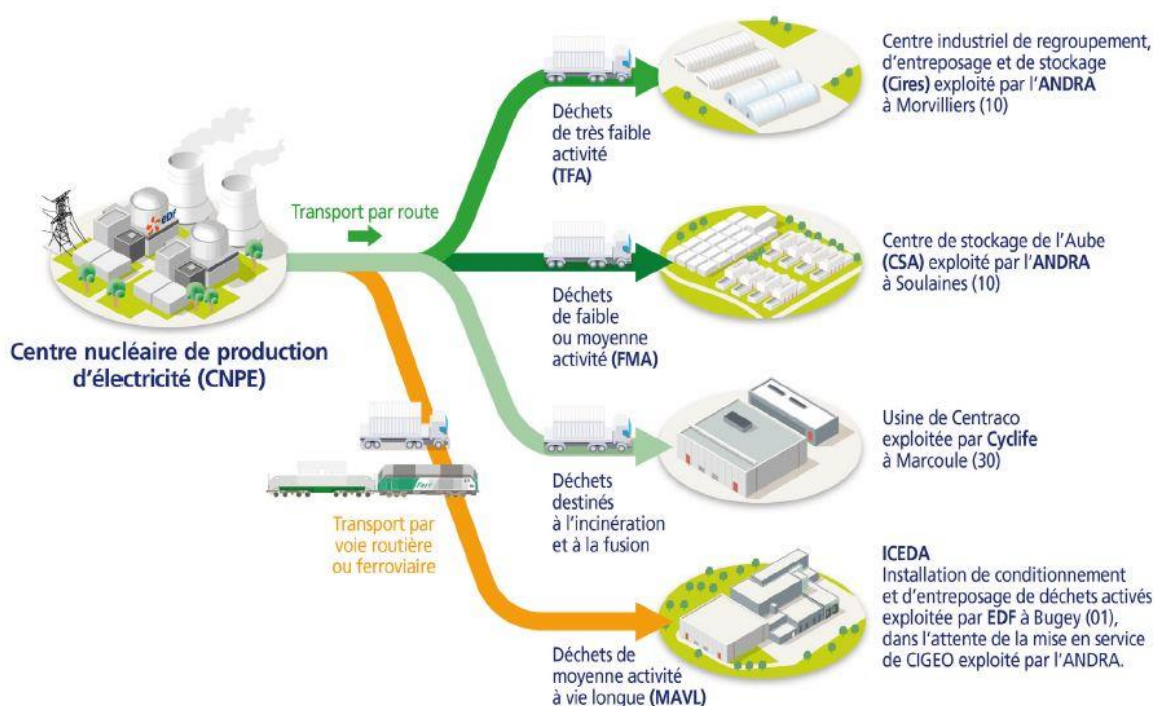 Centre industriel de regroupement,
d'entreposage et de stockage
(Cires) exploité par l'ANDRA
à Morvilliers (10)
Déchets
de très faible
activité
(TFA)
eDF
Transport par route
Centre de stockage de l'Aube
(CSA) exploité par l'ANDRA
à Soulaines (10)
Déchets
de faible
ou moyenne
activité (FMA)
Centre nucléaire de production
d'électricité (CNPE)
Usine de Centraco
exploitée par Cyclife
à Marcoule (30)
Déchets
destinés
à l'incinération
et à la fusion
Transport par
voie routière
ou ferroviaire
ICEDA
Installation de conditionnement
et d'entreposage de déchets activés
exploitée par EDF à Bugey (01),
dans l'attente de la mise en service
de CIGEO exploité par l'ANDRA.
Déchets de
moyenne activité
à vie longue (MAVL)